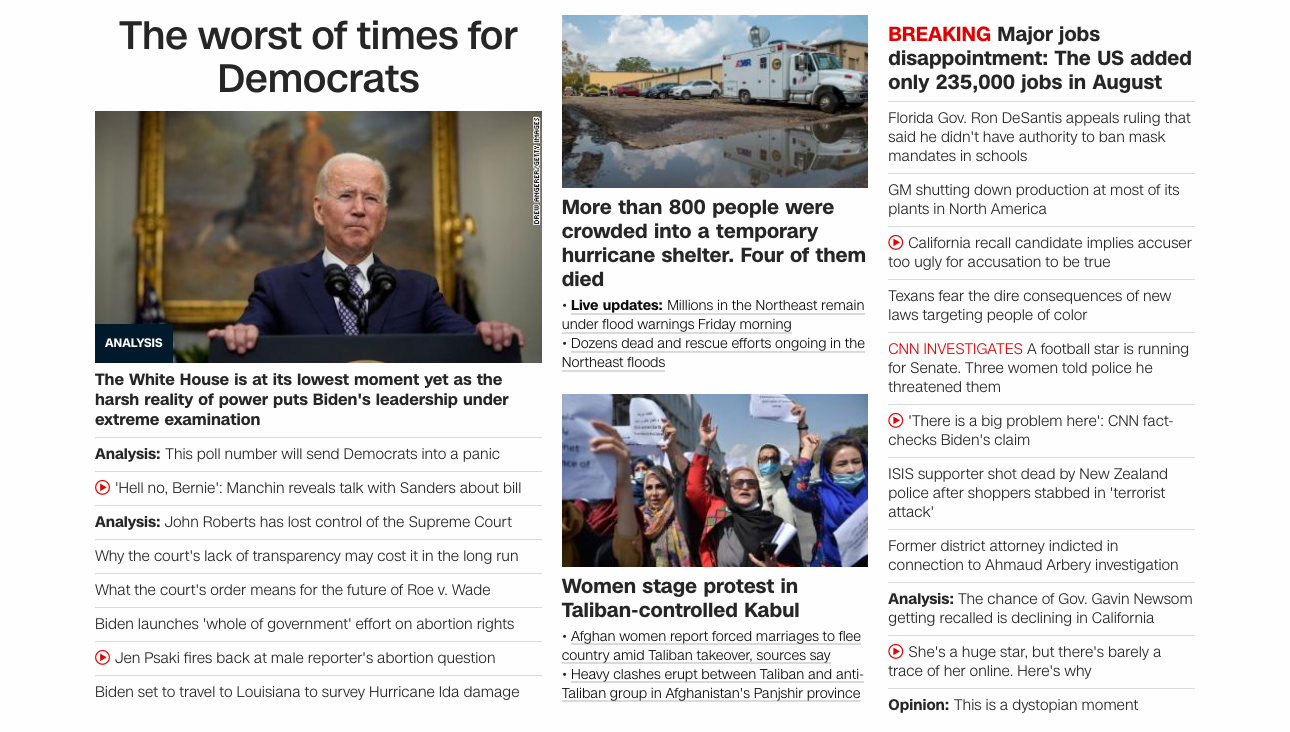 The worst of times for
Democrats
DREW ANGERER/GETTY IMAGES
ANALYSIS
The White House is at its lowest moment yet as the
harsh reality of power puts Biden's leadership under
extreme examination
Analysis: This poll number will send Democrats into a panic
'Hell no, Bernie': Manchin reveals talk with Sanders about bill
Analysis: John Roberts has lost control of the Supreme Court
Why the court's lack of transparency may cost it in the long run
What the court's order means for the future of Roe v. Wade
Biden launches 'whole of government' effort on abortion rights
Jen Psaki fires back at male reporter's abortion question
Biden set to travel to Louisiana to survey Hurricane Ida damage
AMR
More than 800 people were
crowded into a temporary
hurricane shelter. Four of them
died
• Live updates: Millions in the Northeast remain
under flood warnings Friday morning
• Dozens dead and rescue efforts ongoing in the
Northeast floods
Women stage protest in
Taliban-controlled Kabul
• Afghan women report forced marriages to flee
country amid Taliban takeover, sources say
• Heavy clashes erupt between Taliban and anti-
Taliban group in Afghanistan's Panjshir province
BREAKING Major jobs
disappointment: The US added
only 235,000 jobs in August
Florida Gov. Ron DeSantis appeals ruling that
said he didn't have authority to ban mask
mandates in schools
GM shutting down production at most of its
plants in North America
California recall candidate implies accuser
too ugly for accusation to be true
Texans fear the dire consequences of new
laws targeting people of color
CNN INVESTIGATES A football star is running
for Senate. Three women told police he
threatened them
'There is a big problem here': CNN fact-
checks Biden's claim
ISIS supporter shot dead by New Zealand
police after shoppers stabbed in 'terrorist
attack'
Former district attorney indicted in
connection to Ahmaud Arbery investigation
Analysis: The chance of Gov. Gavin Newsom
getting recalled is declining in California
She's a huge star, but there's barely a
trace of her online. Here's why
Opinion: This is a dystopian moment